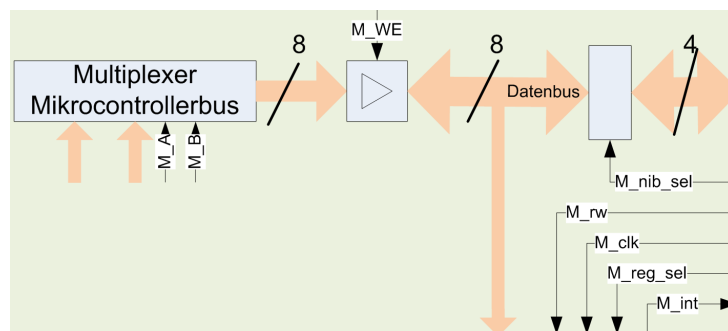 M_WE
8
8
4
Multiplexer
Mikrocontrollerbus
Datenbus
M_A
M_B
M_nib_sel
M_rw
M_clk
M_reg_sel
M_int